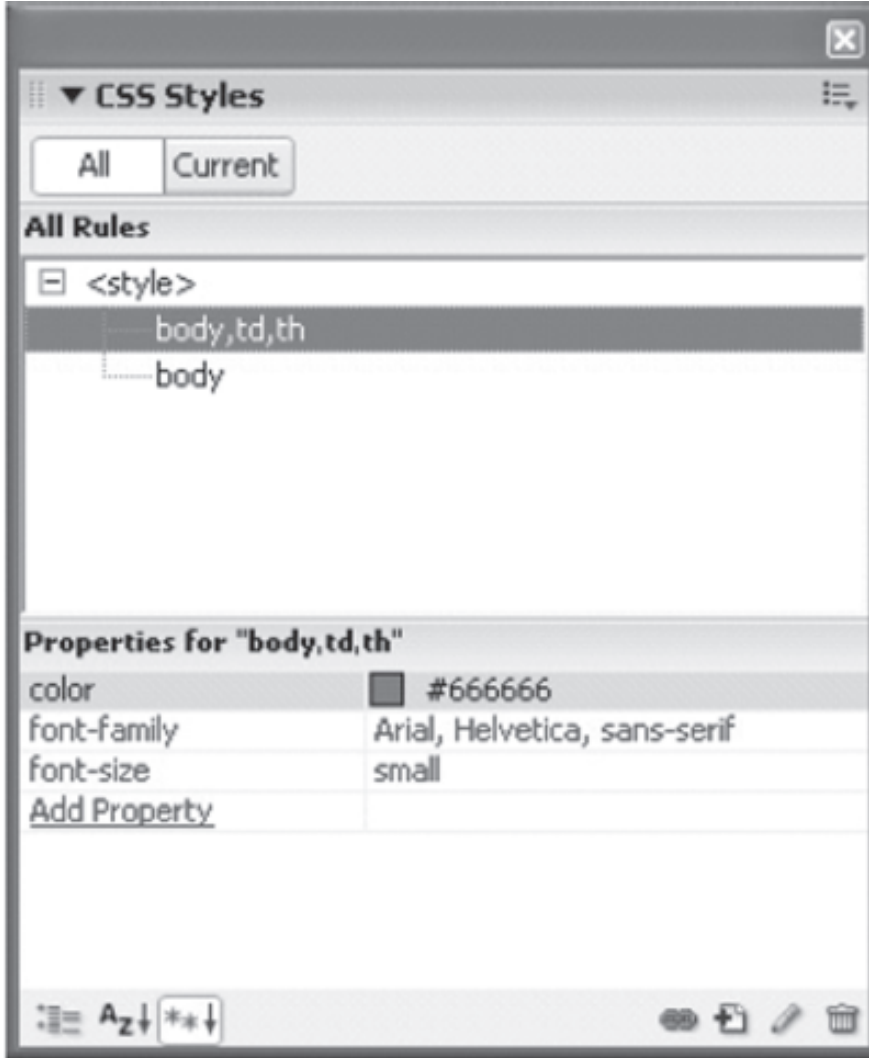 CSS Styles
All Current
All Rules
<style>
body,td,th
body
Properties for "body,td,th"
color #666666
font-family Arial, Helvetica, sans-serif
font-size small
Add Property
Az↓ **↓